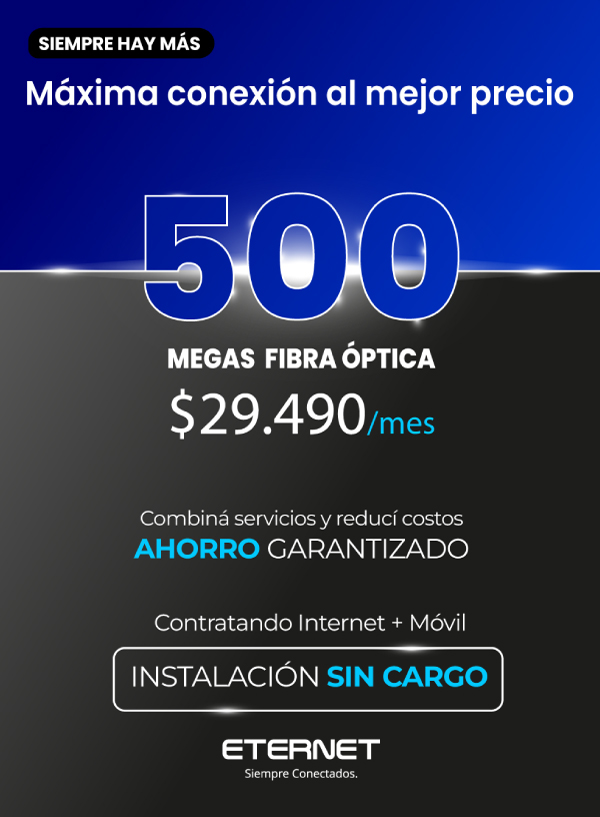 SIEMPRE HAY MÁS
Máxima conexión al mejor precio
500
MEGAS FIBRA ÓPTICA
$29.490/mes
Combiná servicios y reducí costos
AHORRO GARANTIZADO
Contratando Internet + Móvil
INSTALACIÓN SIN CARGO
ETERNET
Siempre Conectados.